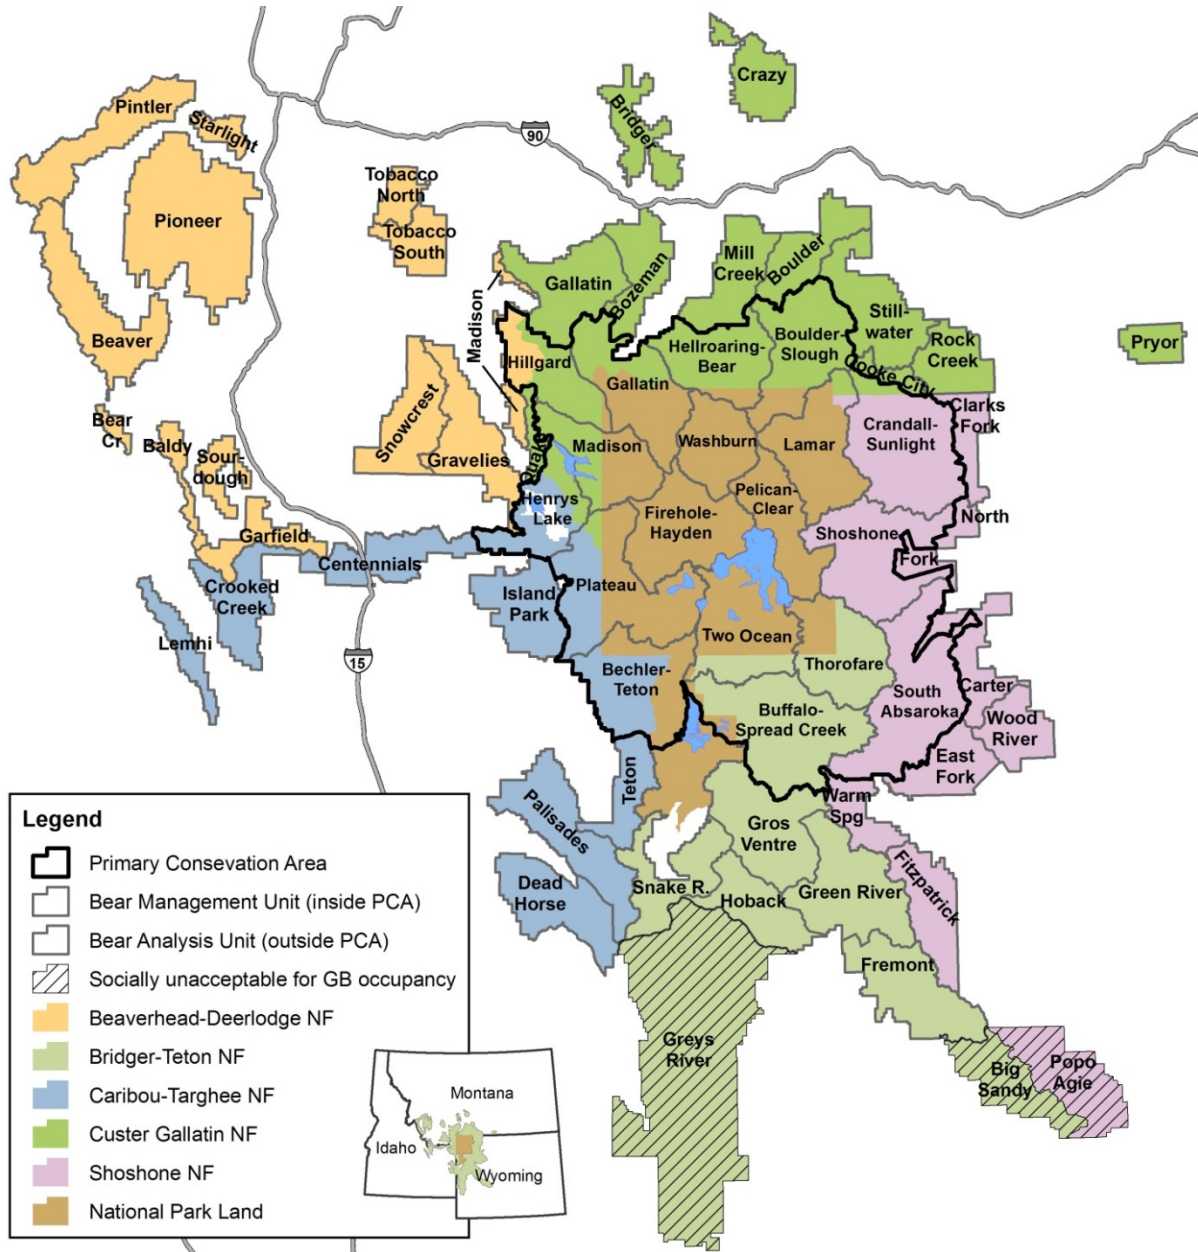 Crazy
Pintler
Starlight
Bridger
90
Tobacco
North
Pioneer
Tobacco
South
Mill
Creek
Boulder
Gallatin
Bozeman
Madison
Still-
water
Beaver
Hillgard
Hellroaring-
Bear
Boulder-
Slough
Rock
Creek
Pryor
Cooke City
Gallatin
Snowcrest
Bear
Cr
Baldy
Sour-
dough
Gravelies
Quake
Madison
Washburn
Lamar
Crandall-
Sunlight
Clarks
Fork
Henrys
Lake
Firehole-
Hayden
Pelican-
Clear
North
Fork
Shoshone
Garfield
Centennials
Crooked
Creek
Island
Park
Plateau
Lemhi
15
Two Ocean
Thorofare
Bechler-
Teton
South
Absaroka
Carter
Wood
River
Buffalo-
Spread Creek
East
Fork
Teton
Palisades
Warm
Spg
Gros
Ventre
Fitzpatrick
Dead
Horse
Snake R.
Hoback
Green River
Fremont
Greys
River
Big
Sandy
Popo
Agie
Legend
Primary Consevation Area
Bear Management Unit (inside PCA)
Bear Analysis Unit (outside PCA)
Socially unacceptable for GB occupancy
Beaverhead-Deerlodge NF
Bridger-Teton NF
Caribou-Targhee NF
Custer Gallatin NF
Shoshone NF
National Park Land
Montana
Idaho
Wyoming